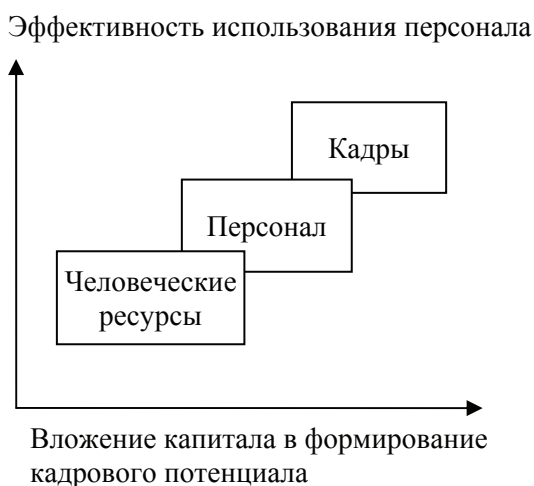 Эффективность использования персонала
Кадры
Персонал
Человеческие
ресурсы
Вложение капитала в формирование
кадрового потенциала